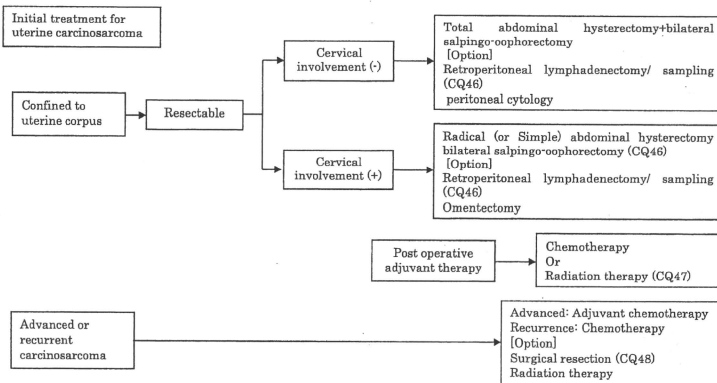 Initial treatment for
uterine carcinosarcoma
Confined to
uterine corpus
Resectable
Cervical
involvement (-)
Total abdominal hysterectomy+bilateral
salpingo-oophorectomy
[Option]
Retroperitoneal lymphadenectomy/ sampling
(CQ46)
peritoneal cytology
Cervical
involvement (+)
Radical (or Simple) abdominal hysterectomy
bilateral salpingo-oophorectomy (CQ46)
[Option]
Retroperitoneal lymphadenectomy/ sampling
(CQ46)
Omentectomy
Post operative
adjuvant therapy
Chemotherapy
Or
Radiation therapy (CQ47)
Advanced or
recurrent
carcinosarcoma
Advanced: Adjuvant chemotherapy
Recurrence: Chemotherapy
[Option]
Surgical resection (CQ48)
Radiation therapy